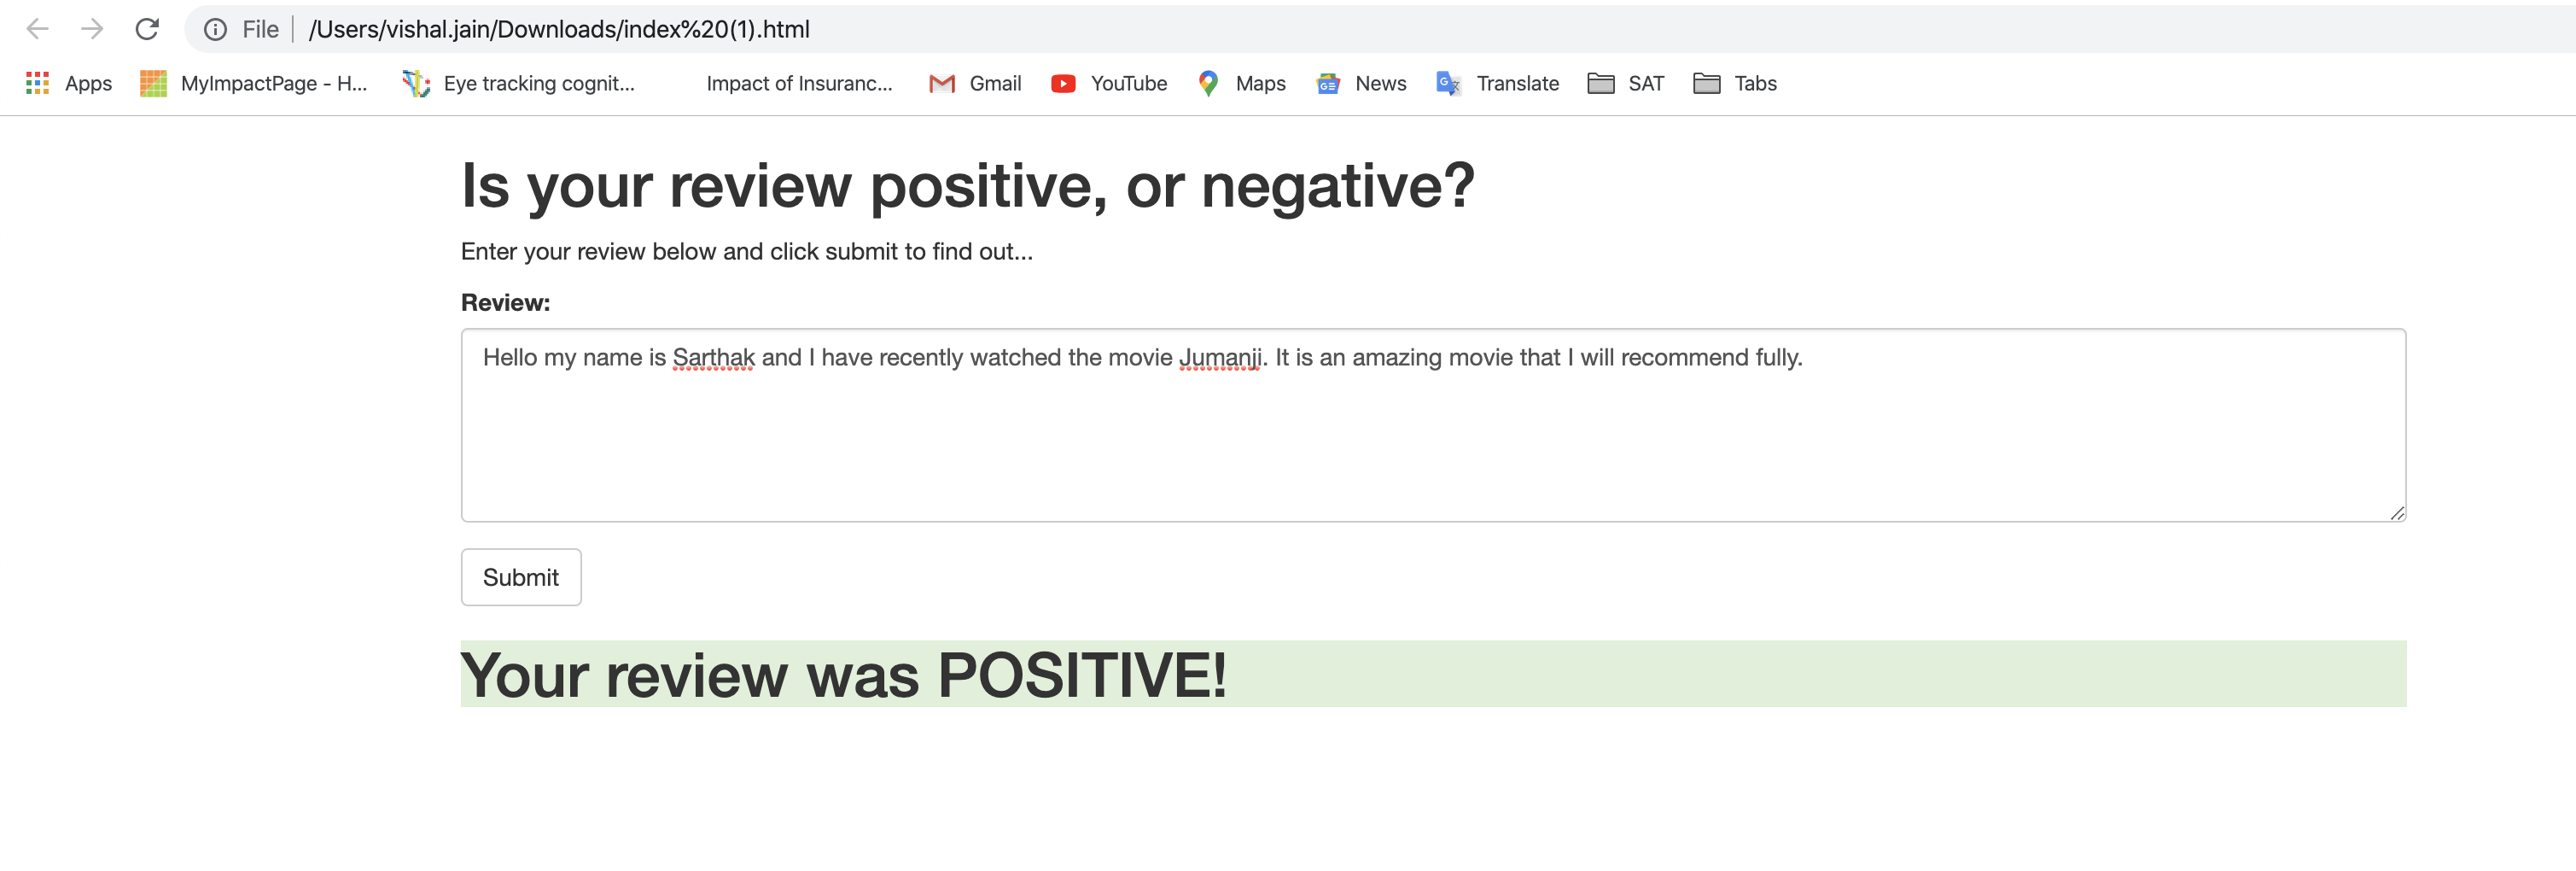 File /Users/vishal.jain/Downloads/index%20(1).html
Apps MyImpactPage - H... Eye tracking cognit... Impact of Insuranc... Gmail YouTube Maps News Translate SAT Tabs
Is your review positive, or negative?
Enter your review below and click submit to find out...
Review:
Hello my name is Sarthak and I have recently watched the movie Jumanji. It is an amazing movie that I will recommend fully.
Submit
Your review was POSITIVE!